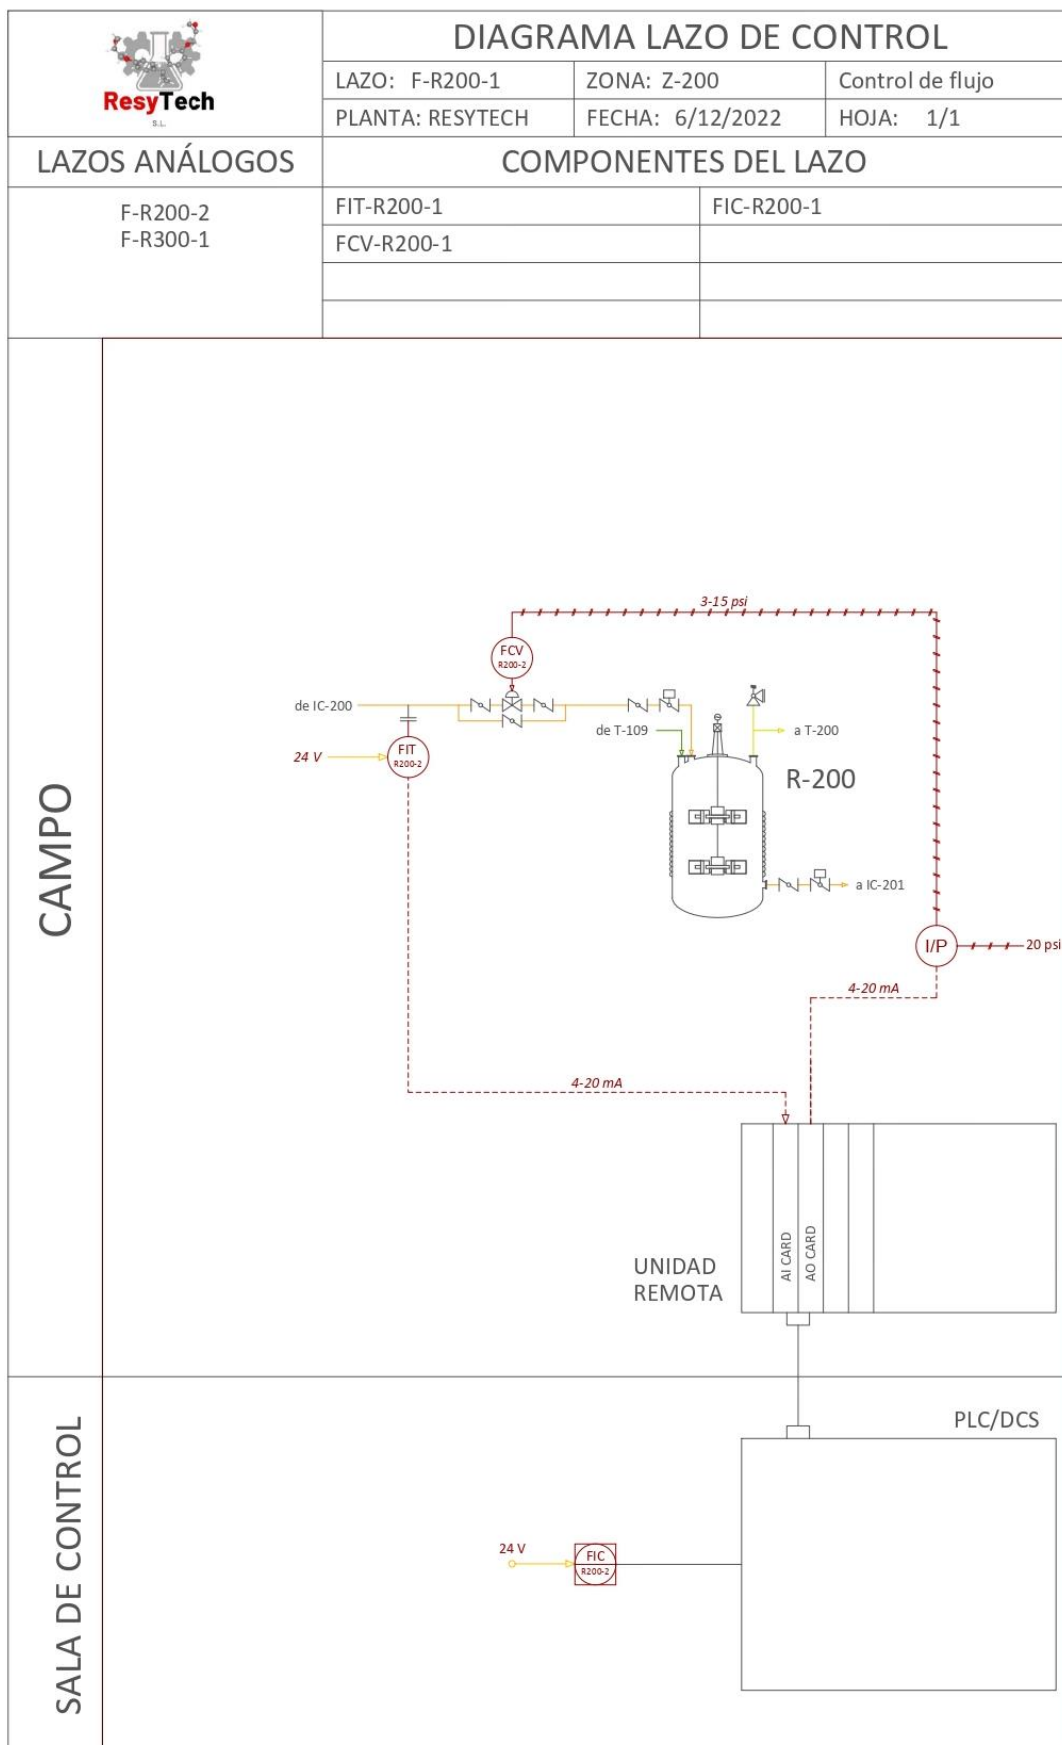 ResyTech
S.L.
DIAGRAMA LAZO DE CONTROL
LAZO: F-R200-1
ZONA: Z-200
Control de flujo
PLANTA: RESYTECH
FECHA: 6/12/2022
HOJA: 1/1
LAZOS ANÁLOGOS
COMPONENTES DEL LAZO
F-R200-2
F-R300-1
FIT-R200-1
FIC-R200-1
FCV-R200-1
CAMPO
3-15 psi
FCV
R200-2
de IC-200
de T-109
a T-200
24 V
FIT
R200-2
R-200
a IC-201
I/P
20 psi
4-20 mA
4-20 mA
AI CARD
AO CARD
UNIDAD
REMOTA
SALA DE CONTROL
PLC/DCS
24 V
FIC
R200-2